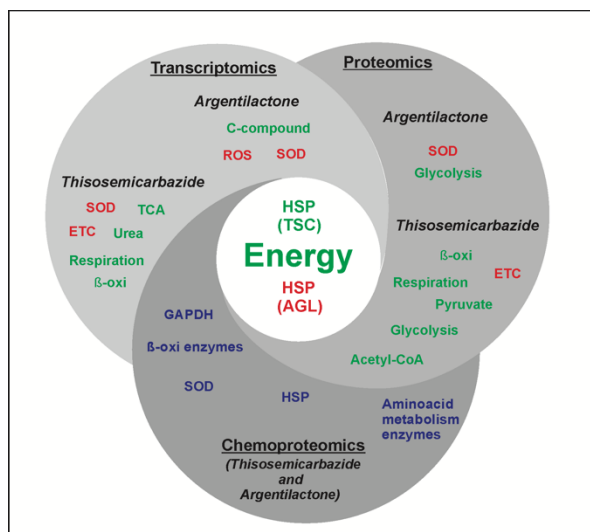 Transcriptomics
Argentilactone
C-compound
ROS SOD
Thisosemicarbazide
SOD TCA
ETC Urea
Respiration
ß-oxi
Proteomics
Argentilactone
SOD
Glycolysis
Thisosemicarbazide
ß-oxi
Respiration ETC
Pyruvate
Glycolysis
Acetyl-CoA
HSP
(TSC)
Energy
HSP
(AGL)
GAPDH
ß-oxi enzymes
SOD
HSP
Aminoacid
metabolism
enzymes
Chemoproteomics
(Thisosemicarbazide
and
Argentilactone)